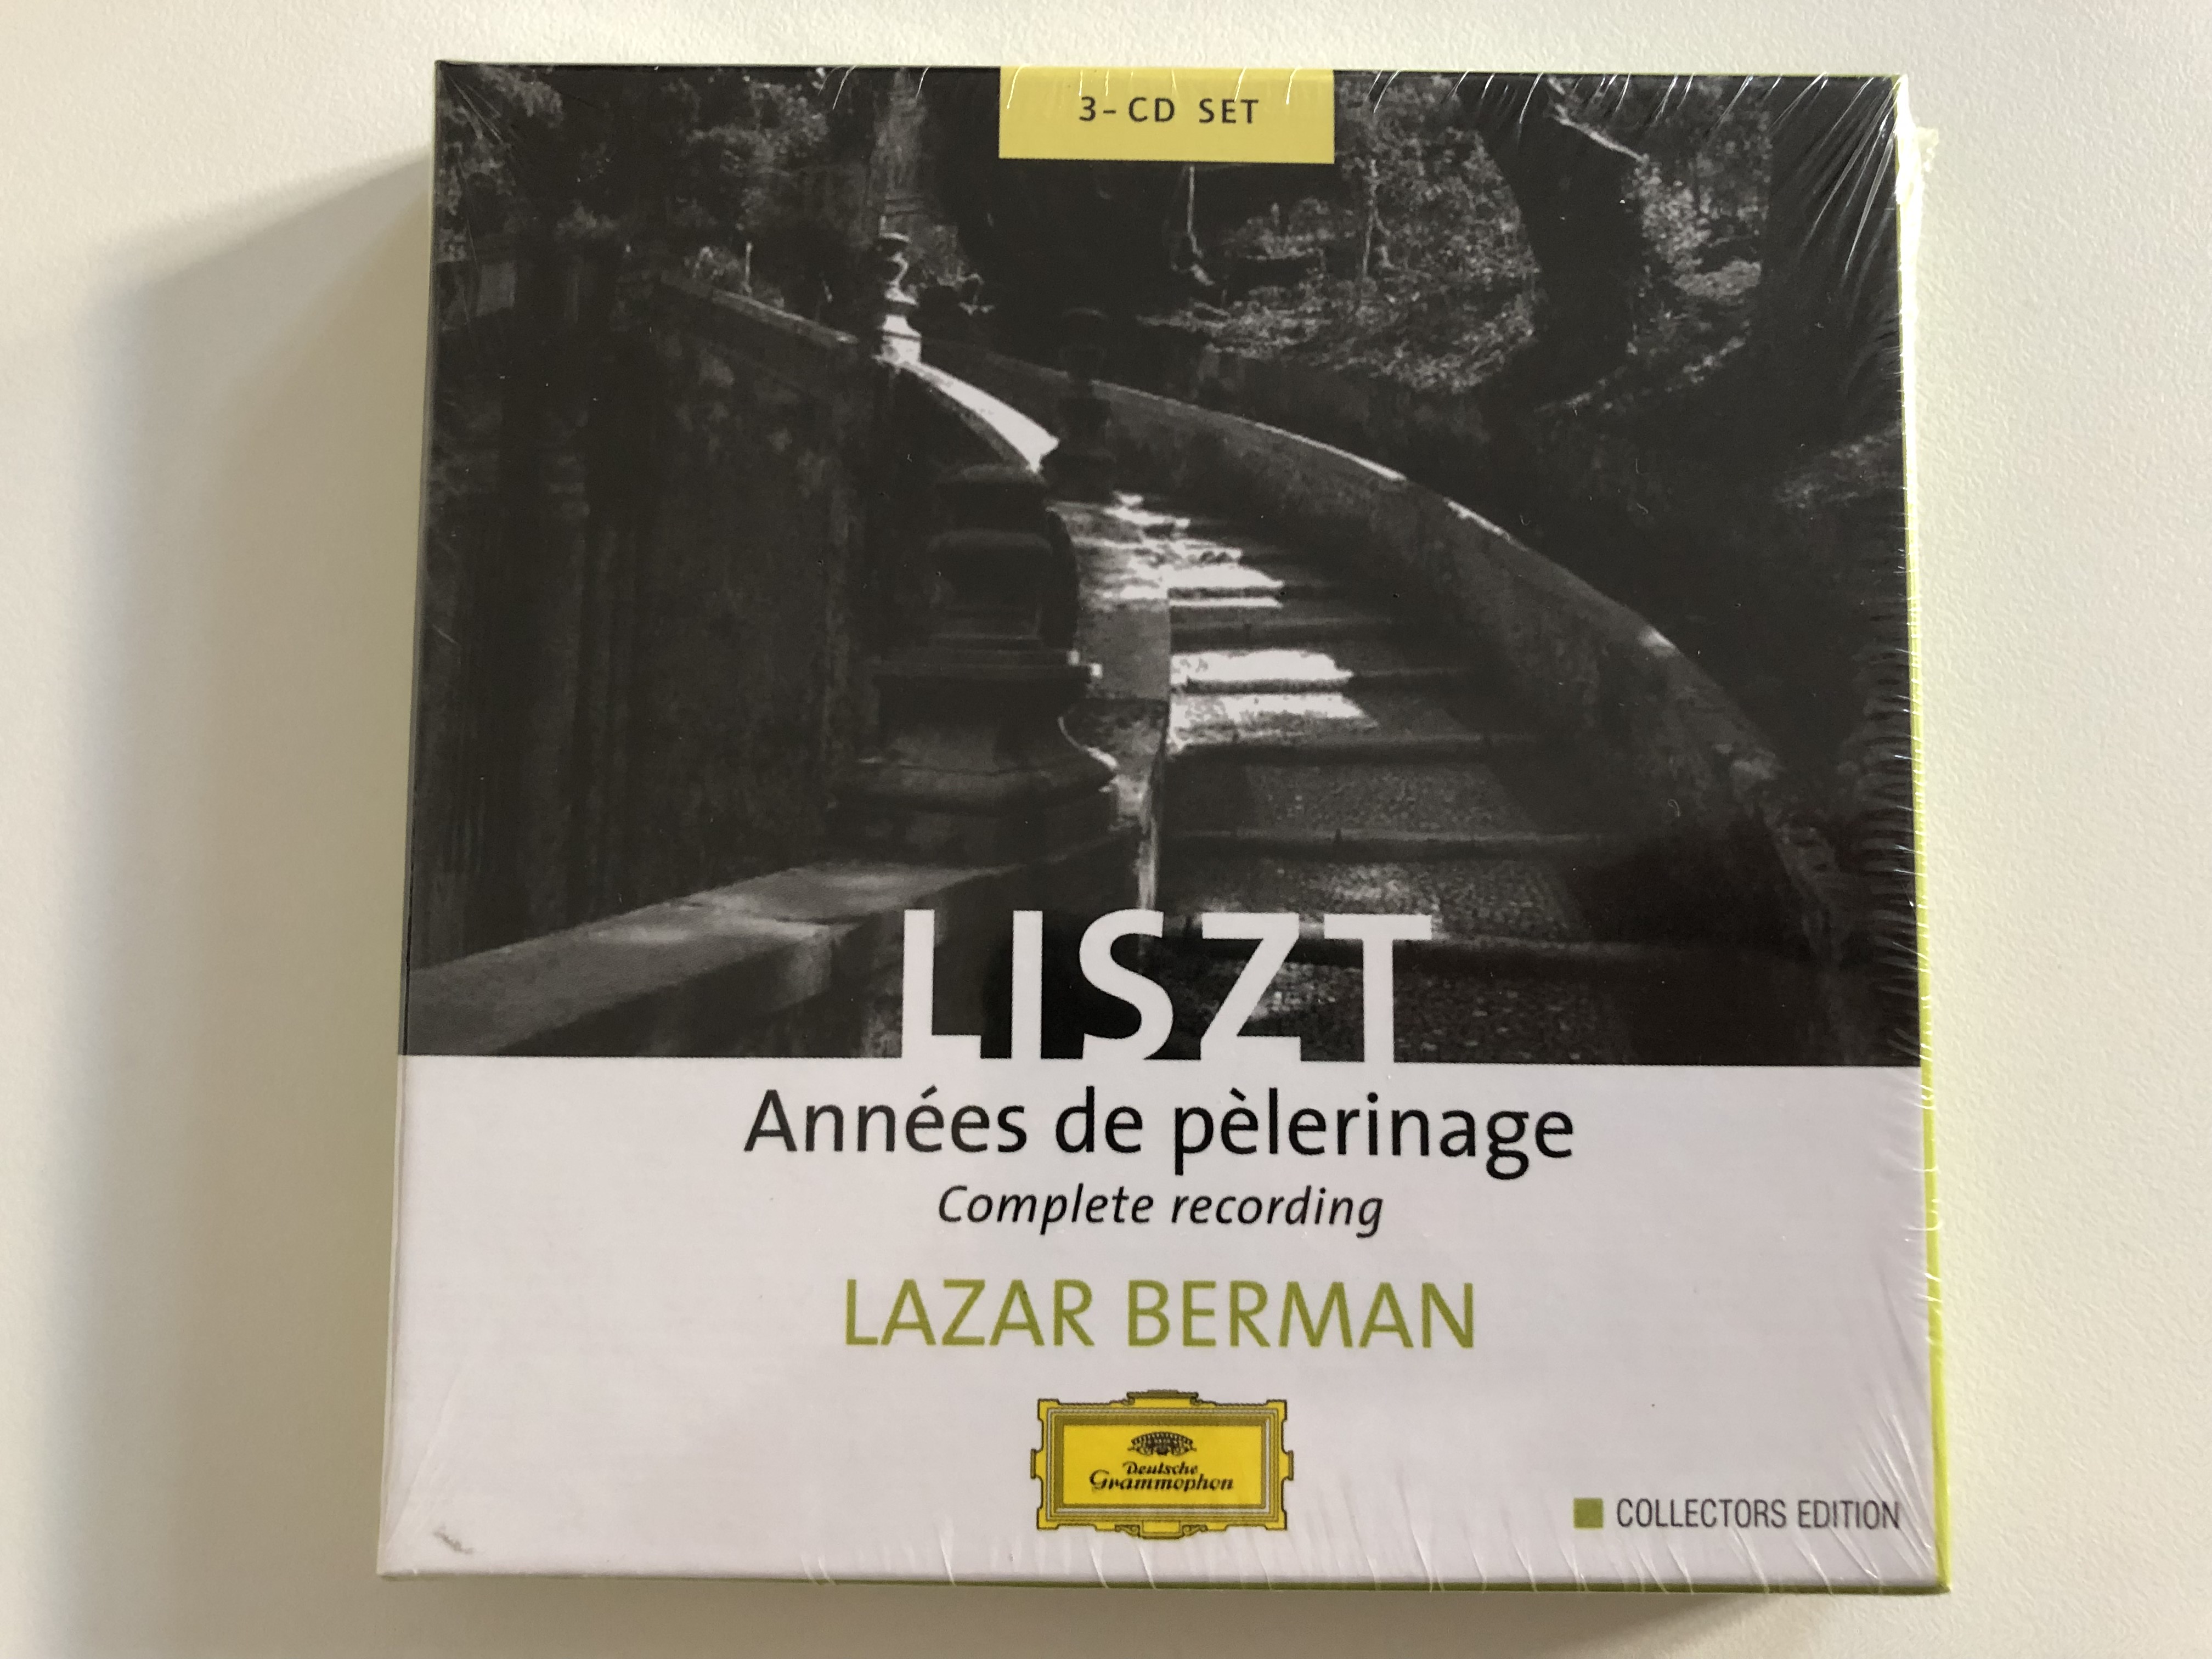 3-CD SET
LISZT
Années de pèlerinage
Complete recording
LAZAR BERMAN
Deutsche
Grammophon
COLLECTORS EDITION